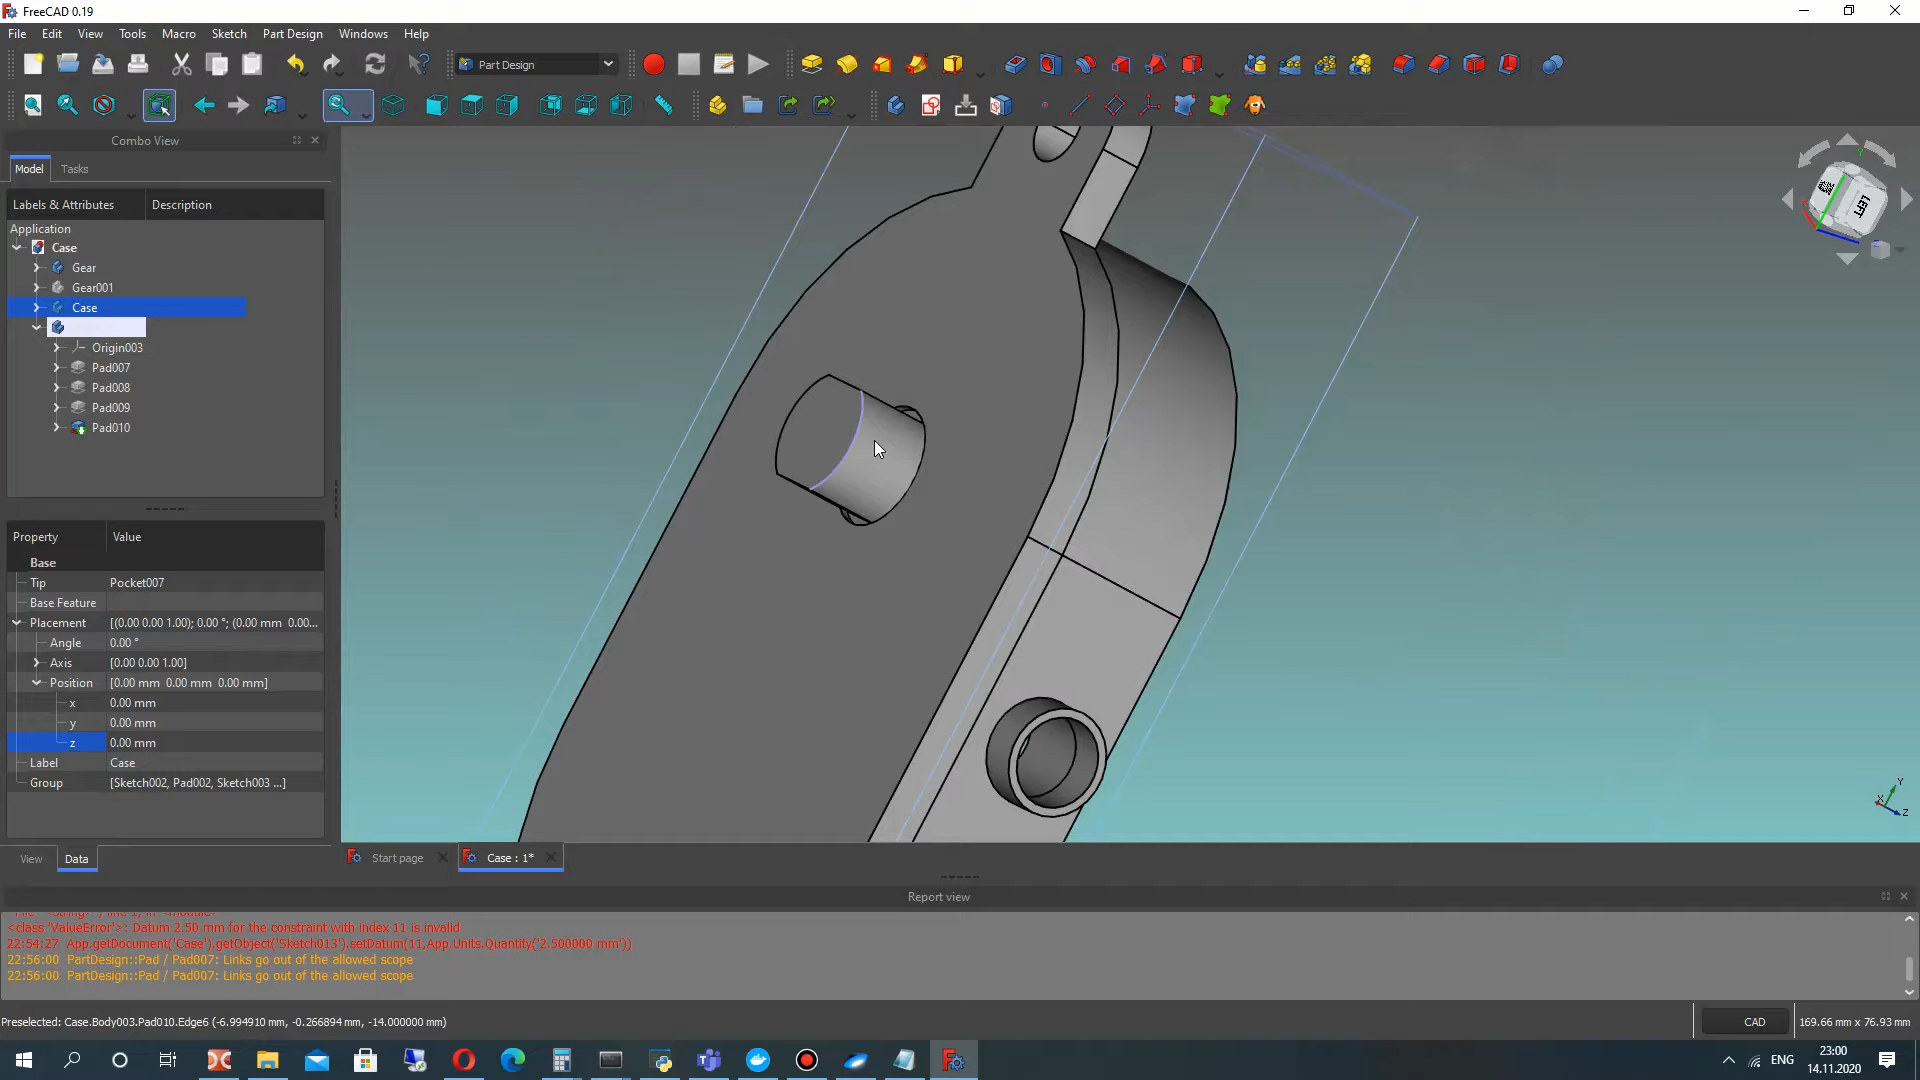 FreeCAD 0.19
File Edit View Tools Macro Sketch Part Design Windows Help
Part Design
Combo View
Model Tasks
Labels & Attributes Description
Application
Case
Gear
Gear001
Case
Origin003
Pad007
Pad008
Pad009
Pad010
LEFT
Property Value
Base
Tip Pocket007
Base Feature
Placement [(0.00 0.00 1.00); 0.00 °; (0.00 mm 0.00...
Angle 0.00 °
Axis [0.00 0.00 1.00]
Position [0.00 mm 0.00 mm 0.00 mm]
x 0.00 mm
y 0.00 mm
z 0.00 mm
Label Case
Group [Sketch002, Pad002, Sketch003 ...]
Y
X
Z
View Data
Start page Case : 1*
Report view
<class 'ValueError'>: Datum 2.50 mm for the constraint with index 11 is invalid
22:54:27 App.getDocument('Case').getObject('Sketch013').setDatum(11,App.Units.Quantity('2.500000 mm'))
22:56:00 PartDesign::Pad / Pad007: Links go out of the allowed scope
22:56:00 PartDesign::Pad / Pad007: Links go out of the allowed scope
Preselected: Case.Body003.Pad010.Edge6 (-6.994910 mm, -0.266894 mm, -14.000000 mm)
CAD
169.66 mm x 76.93 mm
ENG
23:00
14.11.2020